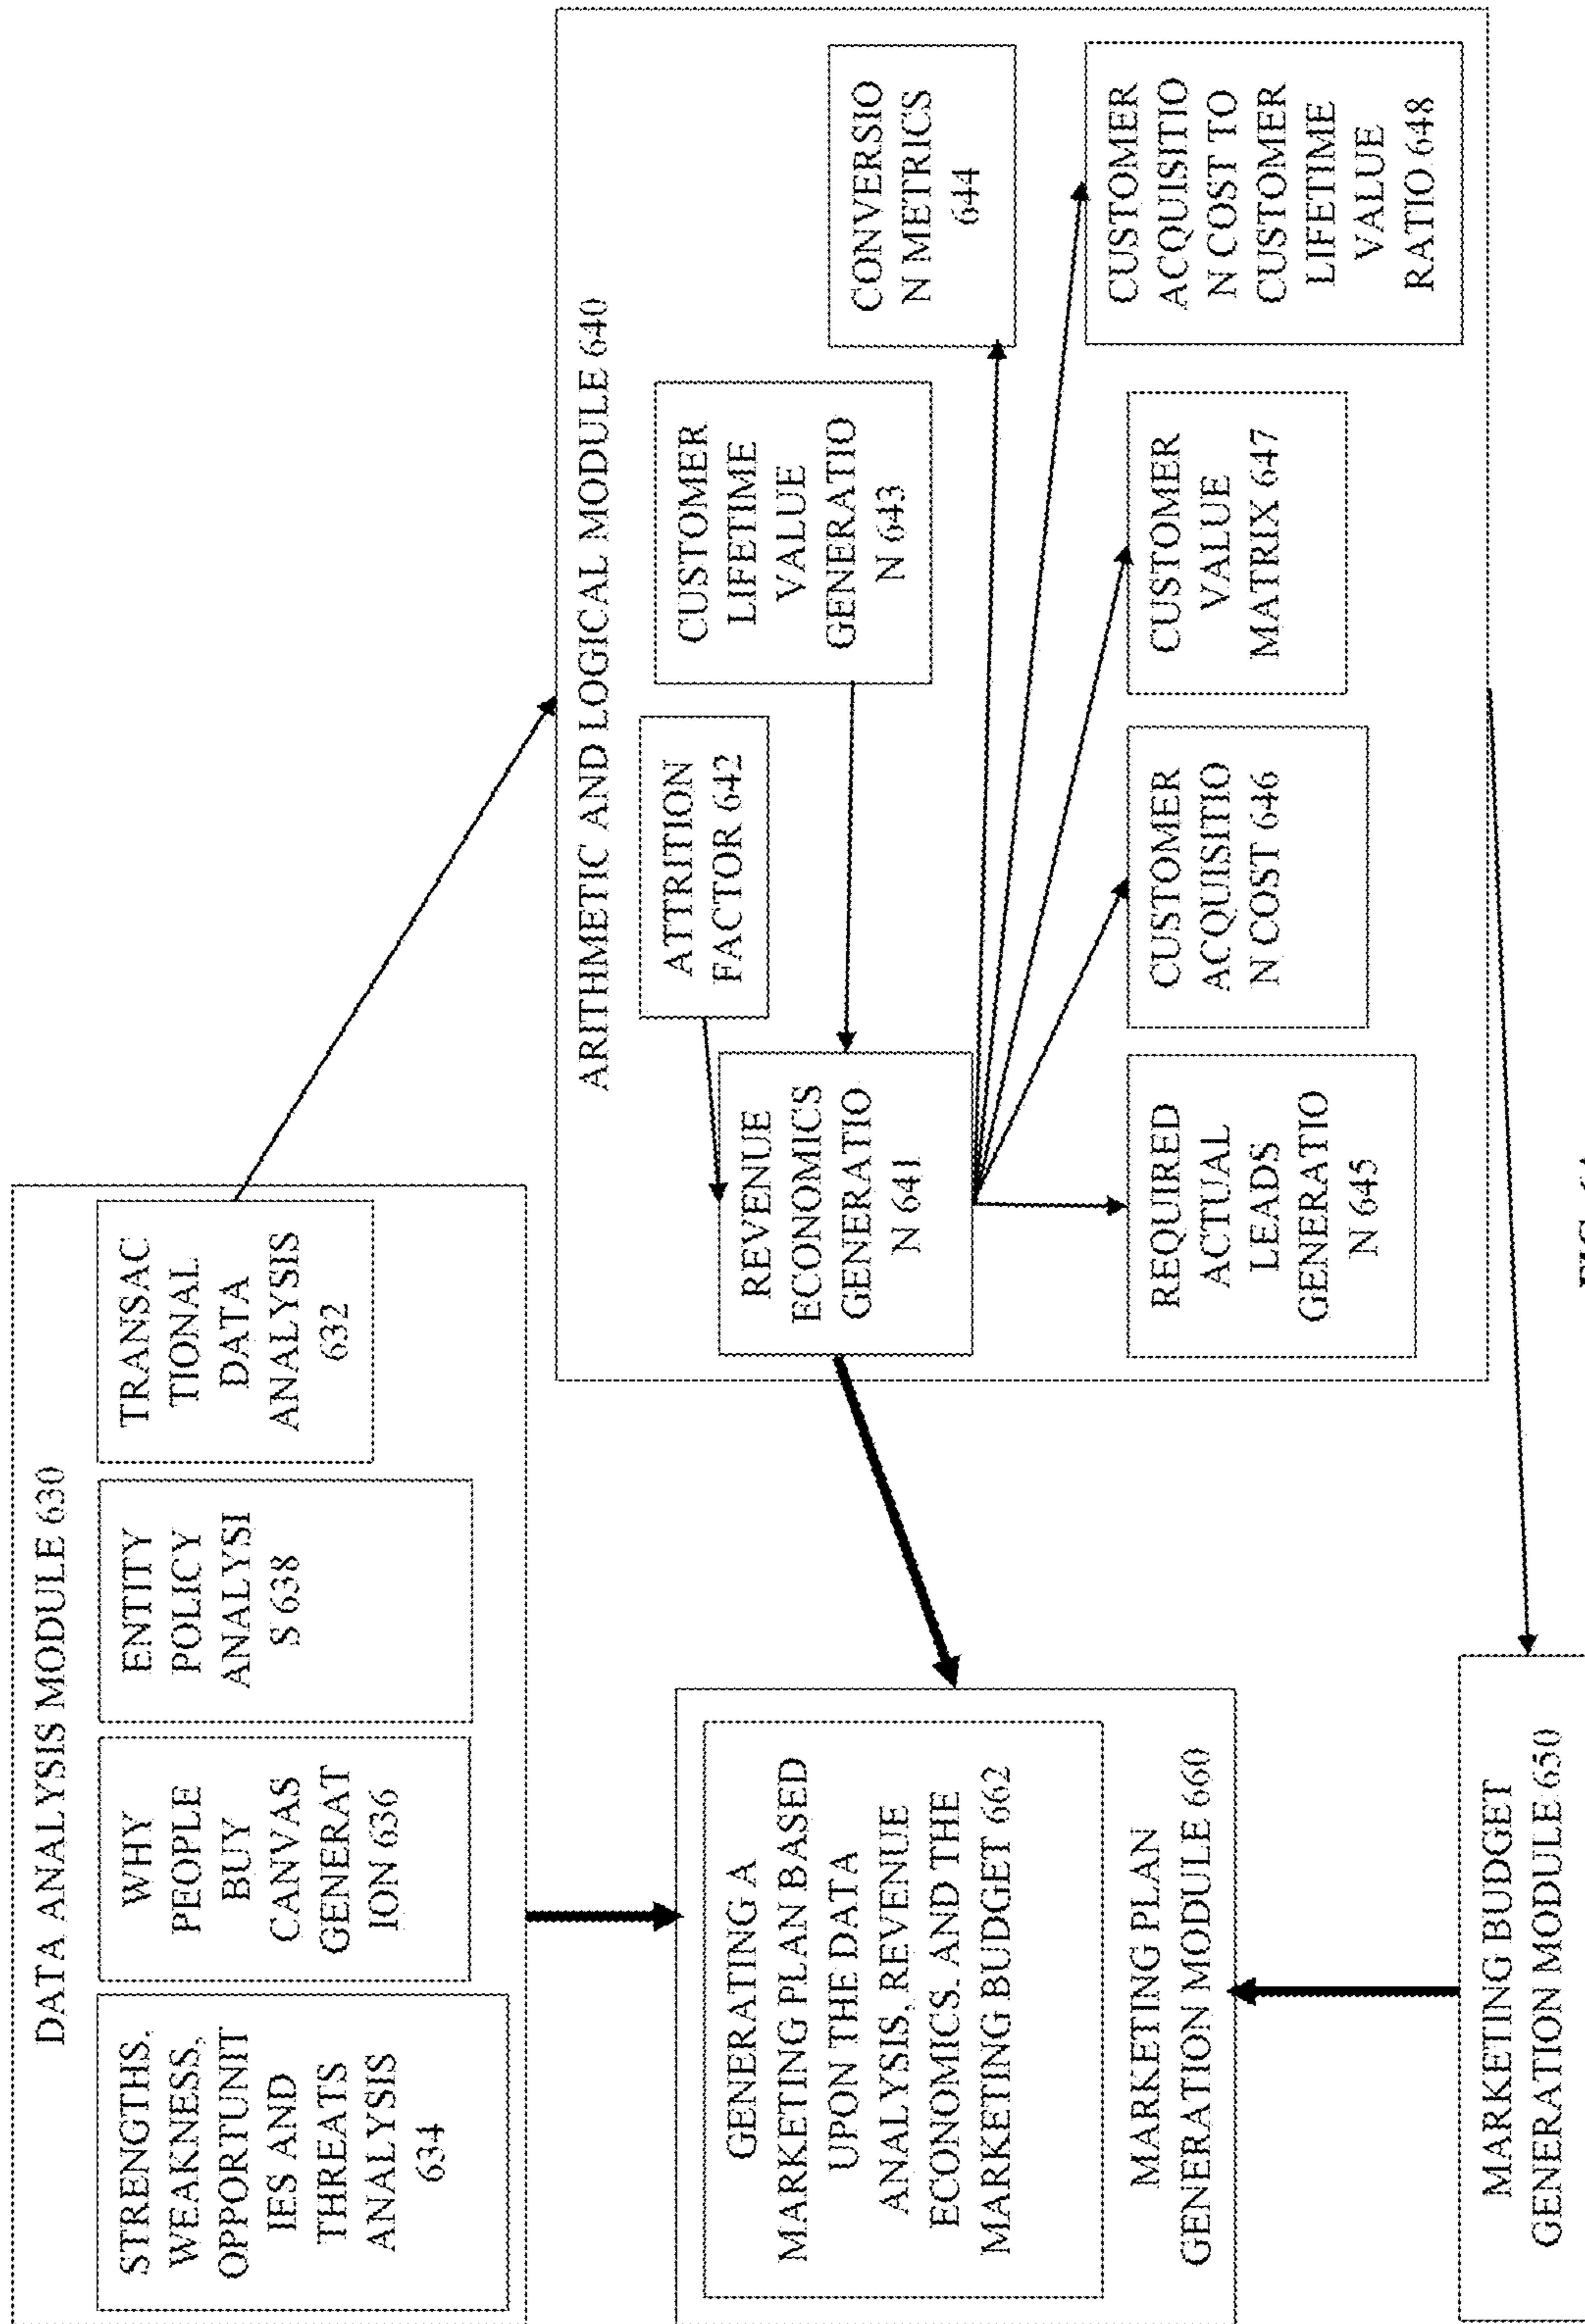 DATA ANALYSIS MODULE 630
STRENGTHS,
WEAKNESS,
OPPORTUNIT
IES AND
THREATS
ANALYSIS
634
WHY
PEOPLE
BUY
CANVAS
GENERAT
ION 636
ENTITY
POLICY
ANALYSI
S 638
TRANSAC
TIONAL
DATA
ANALYSIS
632
ARITHMETIC AND LOGICAL MODULE 640
ATTRITION
FACTOR 642
CUSTOMER
LIFETIME
VALUE
GENERATIO
N 643
REVENUE
ECONOMICS
GENERATIO
N 641
CONVERSIO
N METRICS
644
REQUIRED
ACTUAL
LEADS
GENERATIO
N 645
CUSTOMER
ACQUISITIO
N COST 646
CUSTOMER
VALUE
MATRIX 647
CUSTOMER
ACQUISITIO
N COST TO
CUSTOMER
LIFETIME
VALUE
RATIO 648
GENERATING A
MARKETING PLAN BASED
UPON THE DATA
ANALYSIS, REVENUE
ECONOMICS, AND THE
MARKETING BUDGET 662
MARKETING PLAN
GENERATION MODULE 660
MARKETING BUDGET
GENERATION MODULE 650